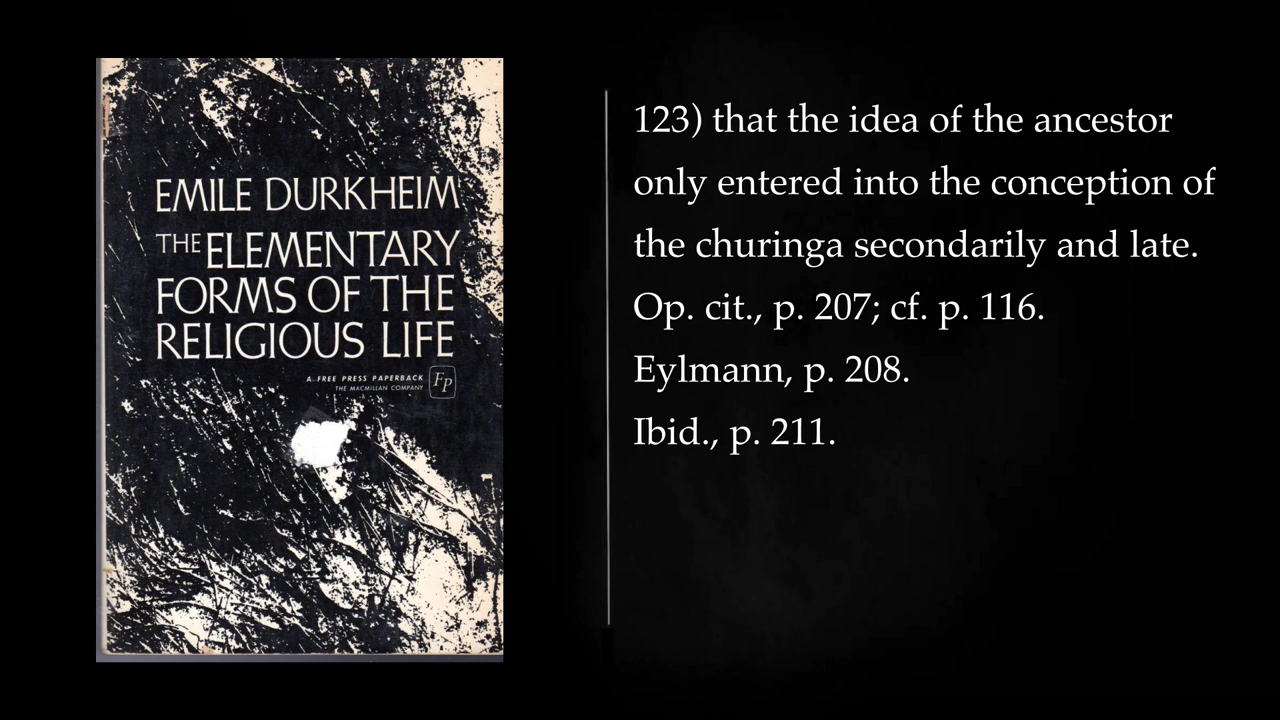 EMILE DURKHEIM
THE ELEMENTARY
FORMS OF THE
RELIGIOUS LIFE
A FREE PRESS PAPERBACK
THE MACMILLAN COMPANY
FP
123) that the idea of the ancestor
only entered into the conception of
the churinga secondarily and late.
Op. cit., p. 207; cf. p. 116.
Eylmann, p. 208.
Ibid., p. 211.